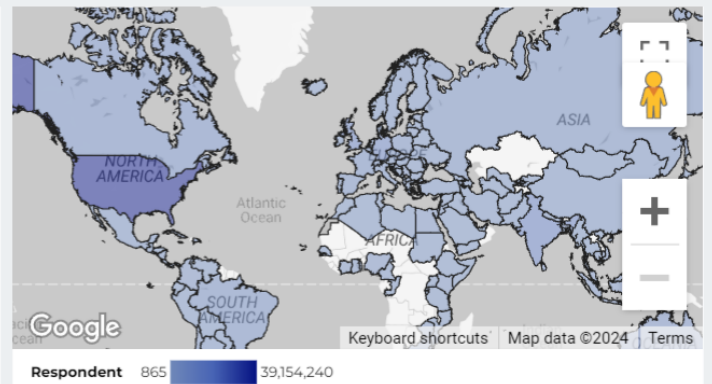 ASIA
NORTH
AMERICA
Atlantic
Ocean
AFRICA
SOUTH
AMERICA
Google
Keyboard shortcuts Map data ©2024 Terms
Respondent 865 39,154,240